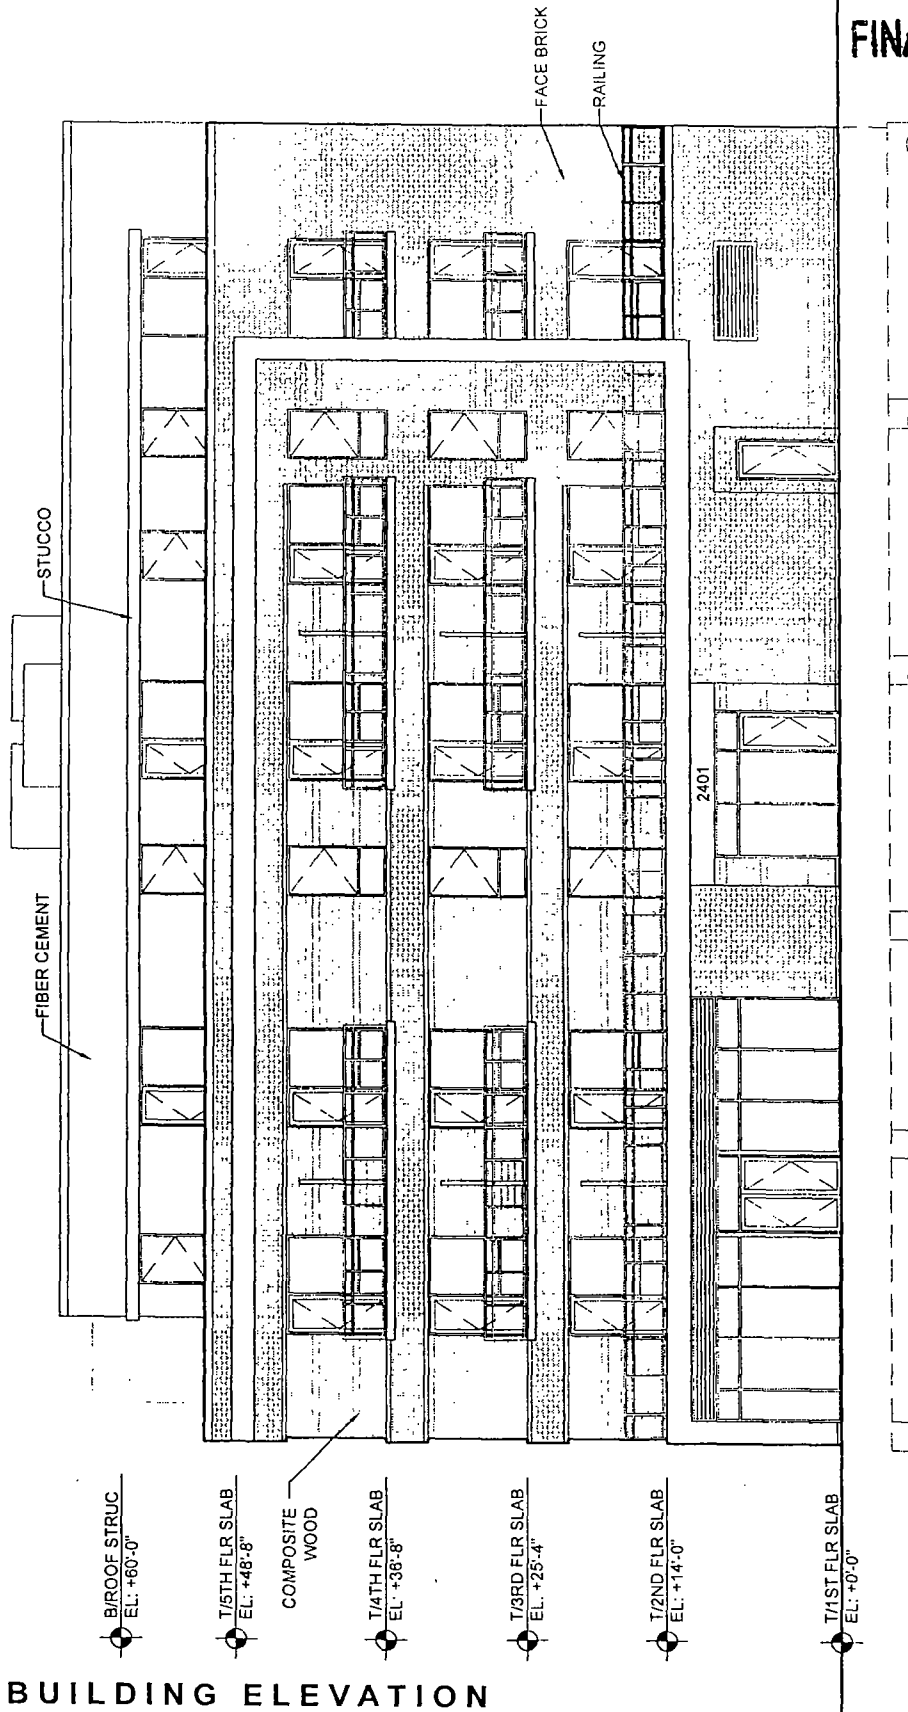 FINA
FACE BRICK
RAILING
STUCCO
FIBER CEMENT
2401
COMPOSITE
WOOD
B/ROOF STRUC
EL: +60'-0"
T/5TH FLR SLAB
EL: +48'-8"
T/4TH FLR SLAB
EL: +36'-8"
T/3RD FLR SLAB
EL. +25'-4"
T/2ND FLR SLAB
EL: +14'-0"
T/1ST FLR SLAB
EL: +0'-0"
BUILDING ELEVATION